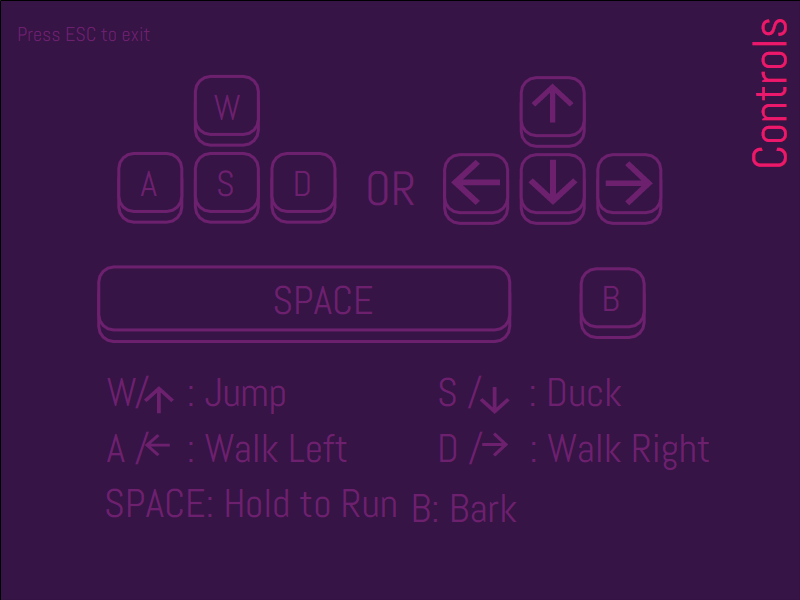 Press ESC to exit
Controls
W
A S D OR
SPACE
B
W/↑ : Jump
S /↓ : Duck
A /← : Walk Left
D /→ : Walk Right
SPACE: Hold to Run
B: Bark